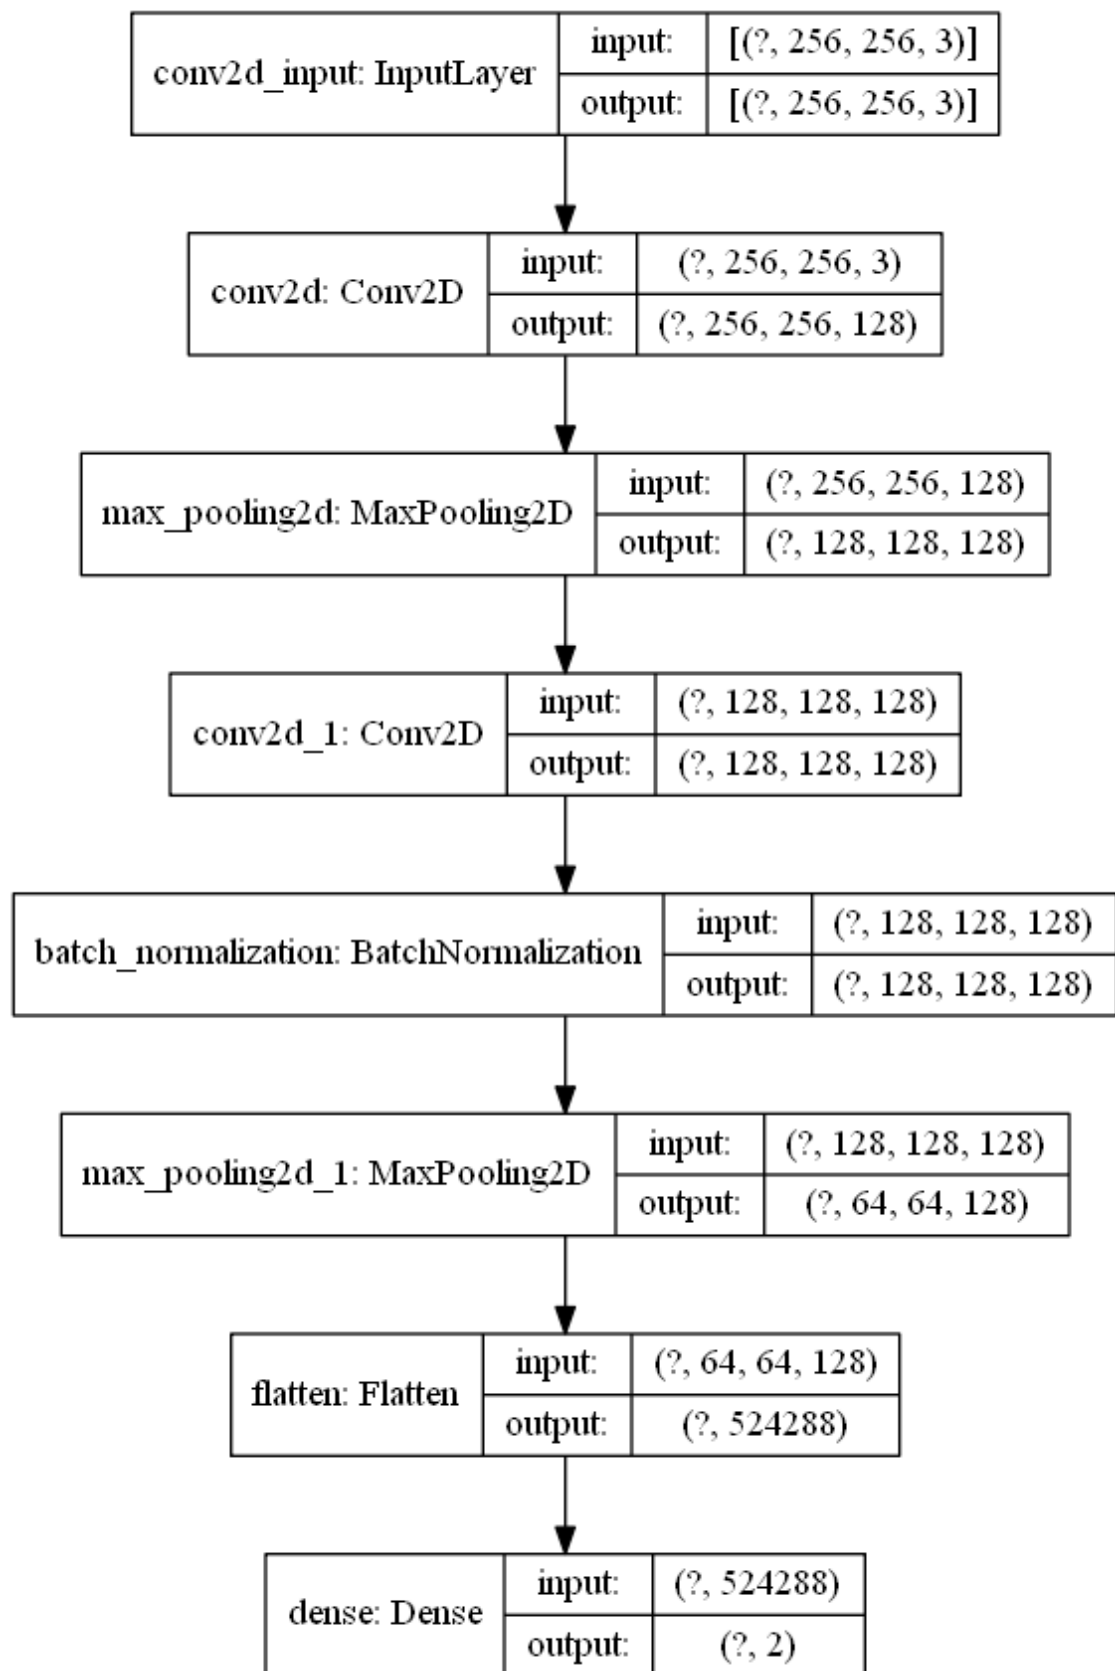 conv2d_input: InputLayer
input: [(?, 256, 256, 3)]
output: [(?, 256, 256, 3)]
conv2d: Conv2D
input: (?, 256, 256, 3)
output: (?, 256, 256, 128)
max_pooling2d: MaxPooling2D
input: (?, 256, 256, 128)
output: (?, 128, 128, 128)
conv2d_1: Conv2D
input: (?, 128, 128, 128)
output: (?, 128, 128, 128)
batch_normalization: BatchNormalization
input: (?, 128, 128, 128)
output: (?, 128, 128, 128)
max_pooling2d_1: MaxPooling2D
input: (?, 128, 128, 128)
output: (?, 64, 64, 128)
flatten: Flatten
input: (?, 64, 64, 128)
output: (?, 524288)
dense: Dense
input: (?, 524288)
output: (?, 2)